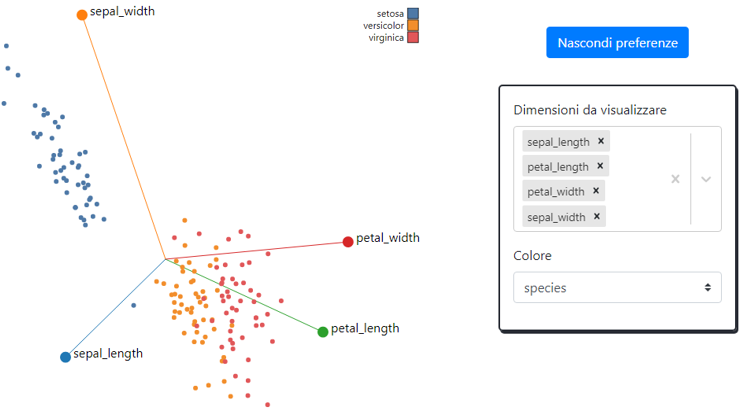 sepal_width
setosa
versicolor
virginica
petal_width
petal_length
sepal_length
Nascondi preferenze
Dimensioni da visualizzare
sepal_length ×
petal_length ×
petal_width ×
sepal_width ×
Colore
species